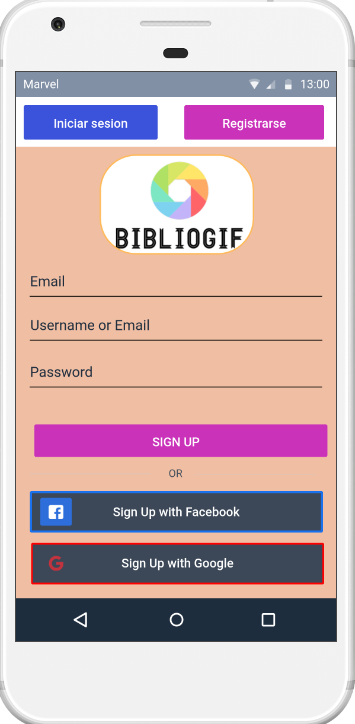 Marvel 13:00
Iniciar sesion Registrarse
BIBLIOGIF
Email
Username or Email
Password
SIGN UP
OR
Sign Up with Facebook
G Sign Up with Google